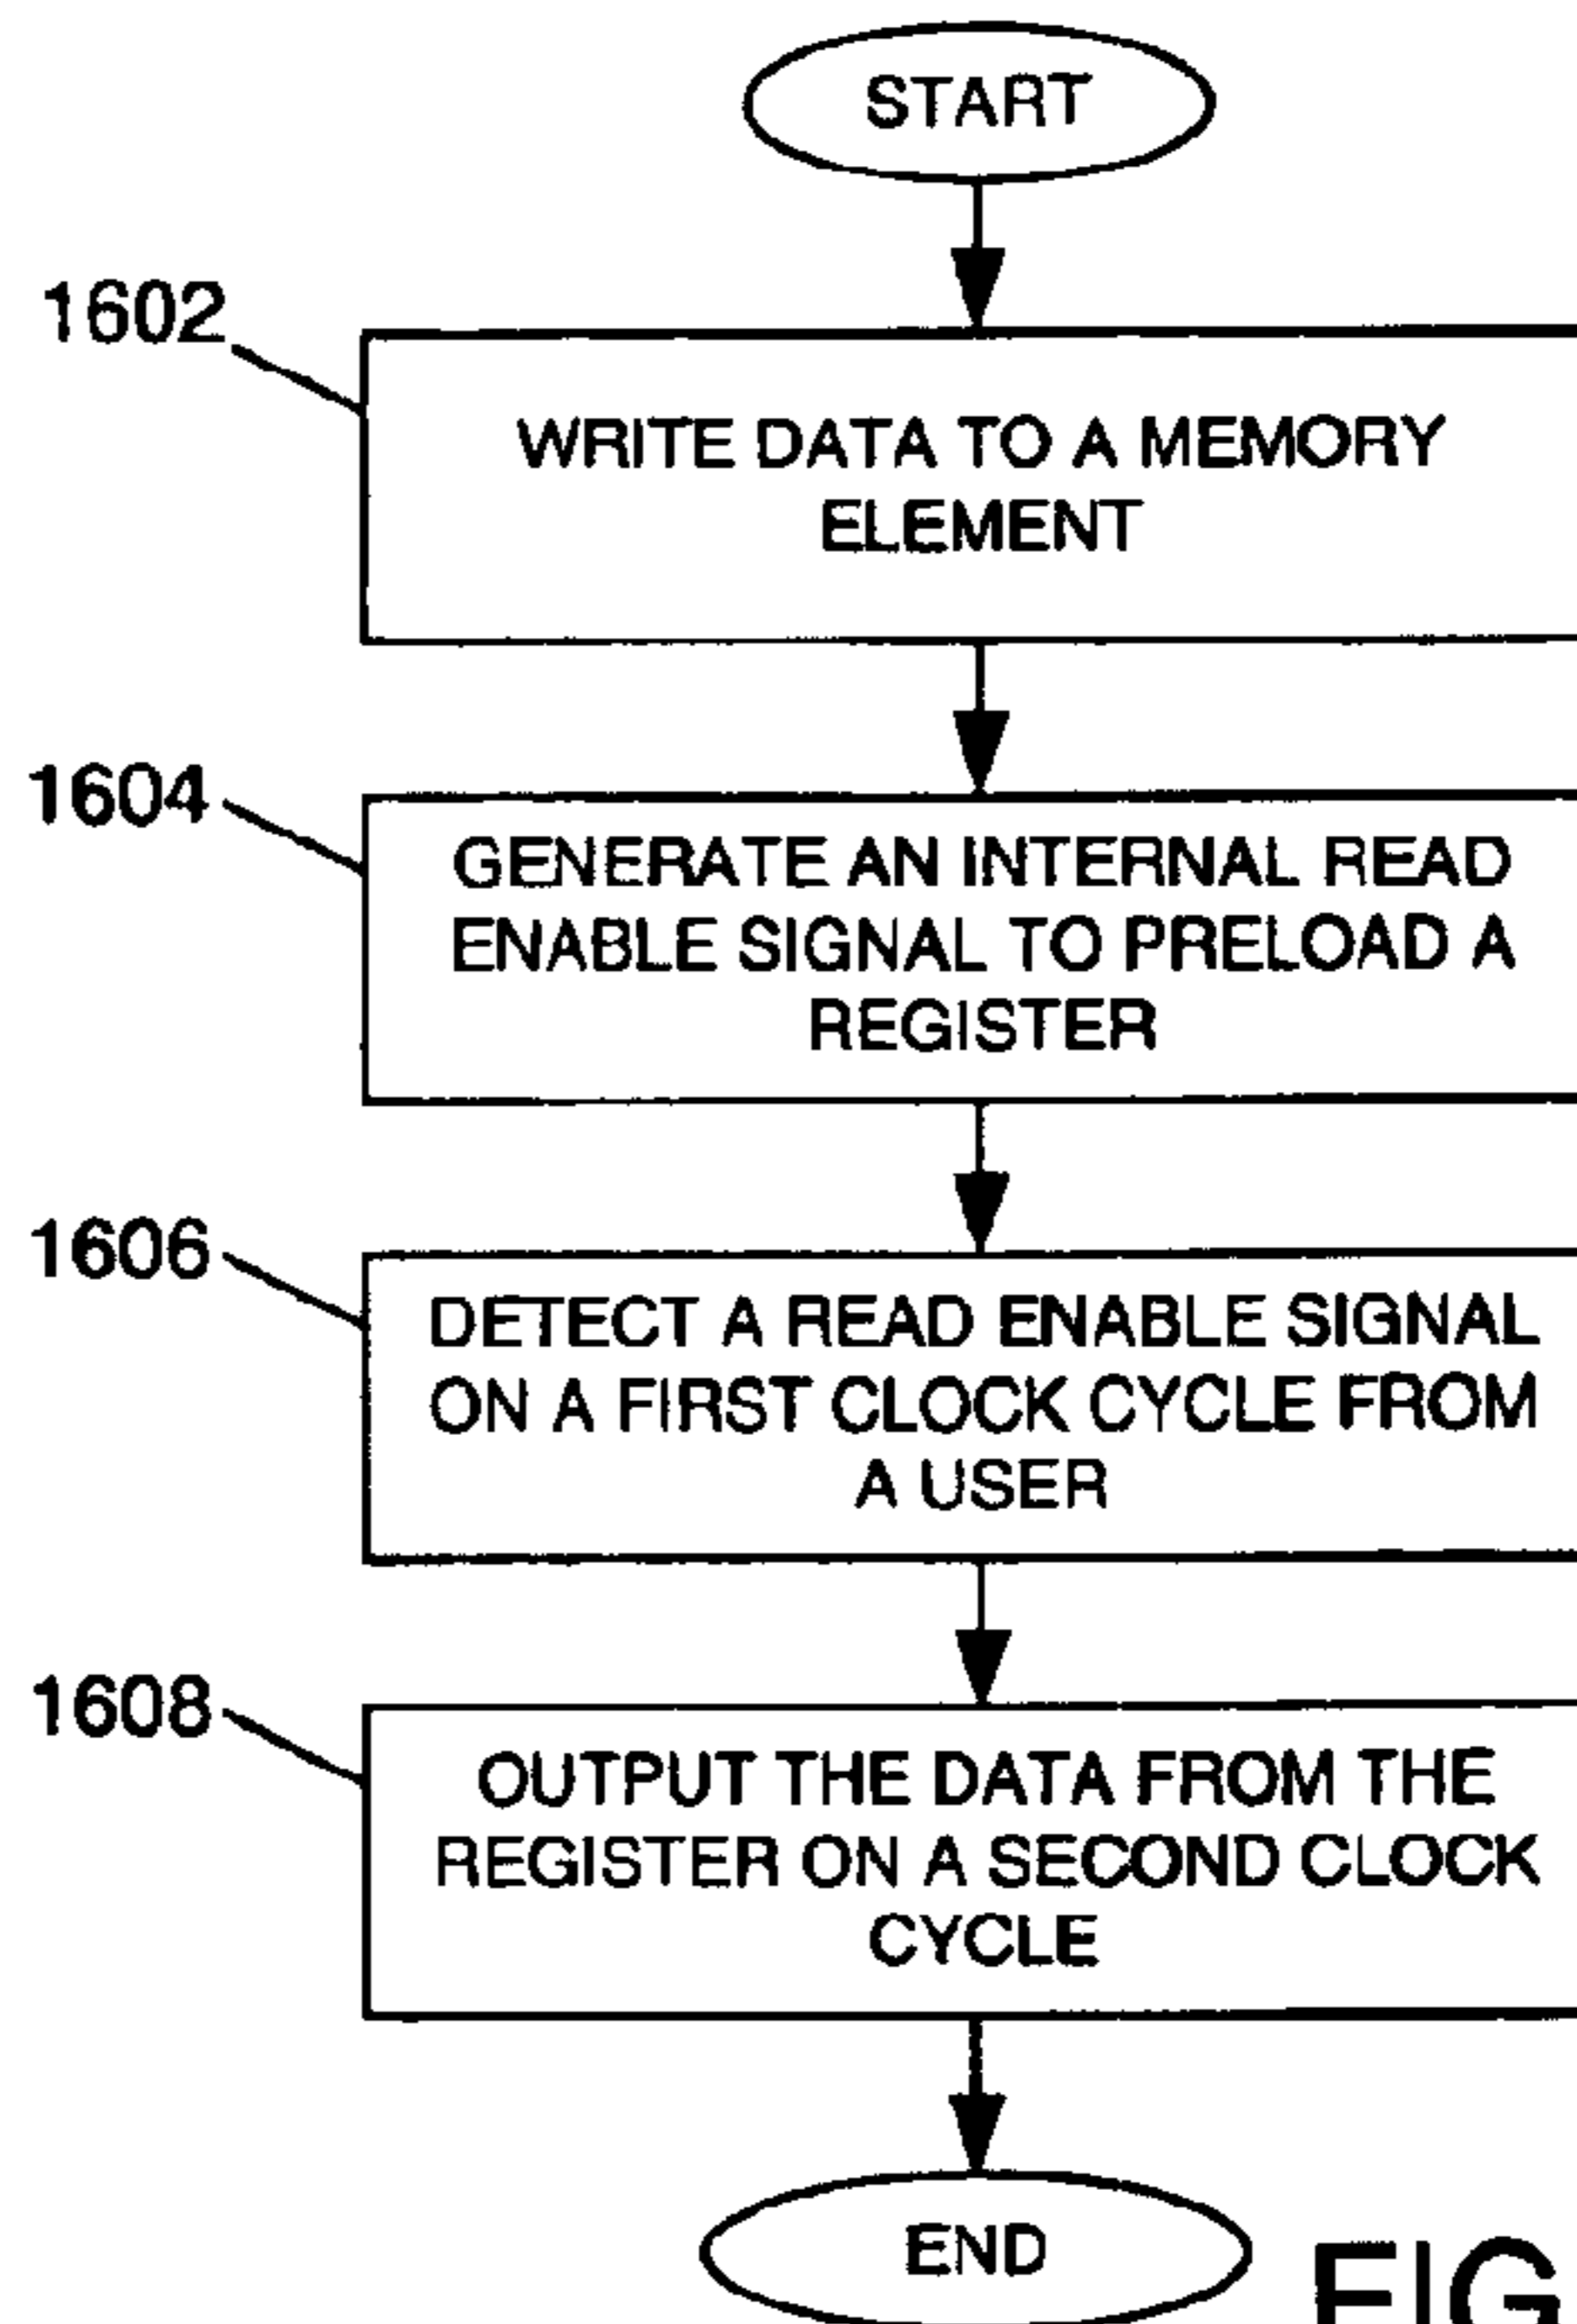 START
1602
WRITE DATA TO A MEMORY
ELEMENT
1604
GENERATE AN INTERNAL READ
ENABLE SIGNAL TO PRELOAD A
REGISTER
1606
DETECT A READ ENABLE SIGNAL
ON A FIRST CLOCK CYCLE FROM
A USER
1608
OUTPUT THE DATA FROM THE
REGISTER ON A SECOND CLOCK
CYCLE
END
FIG